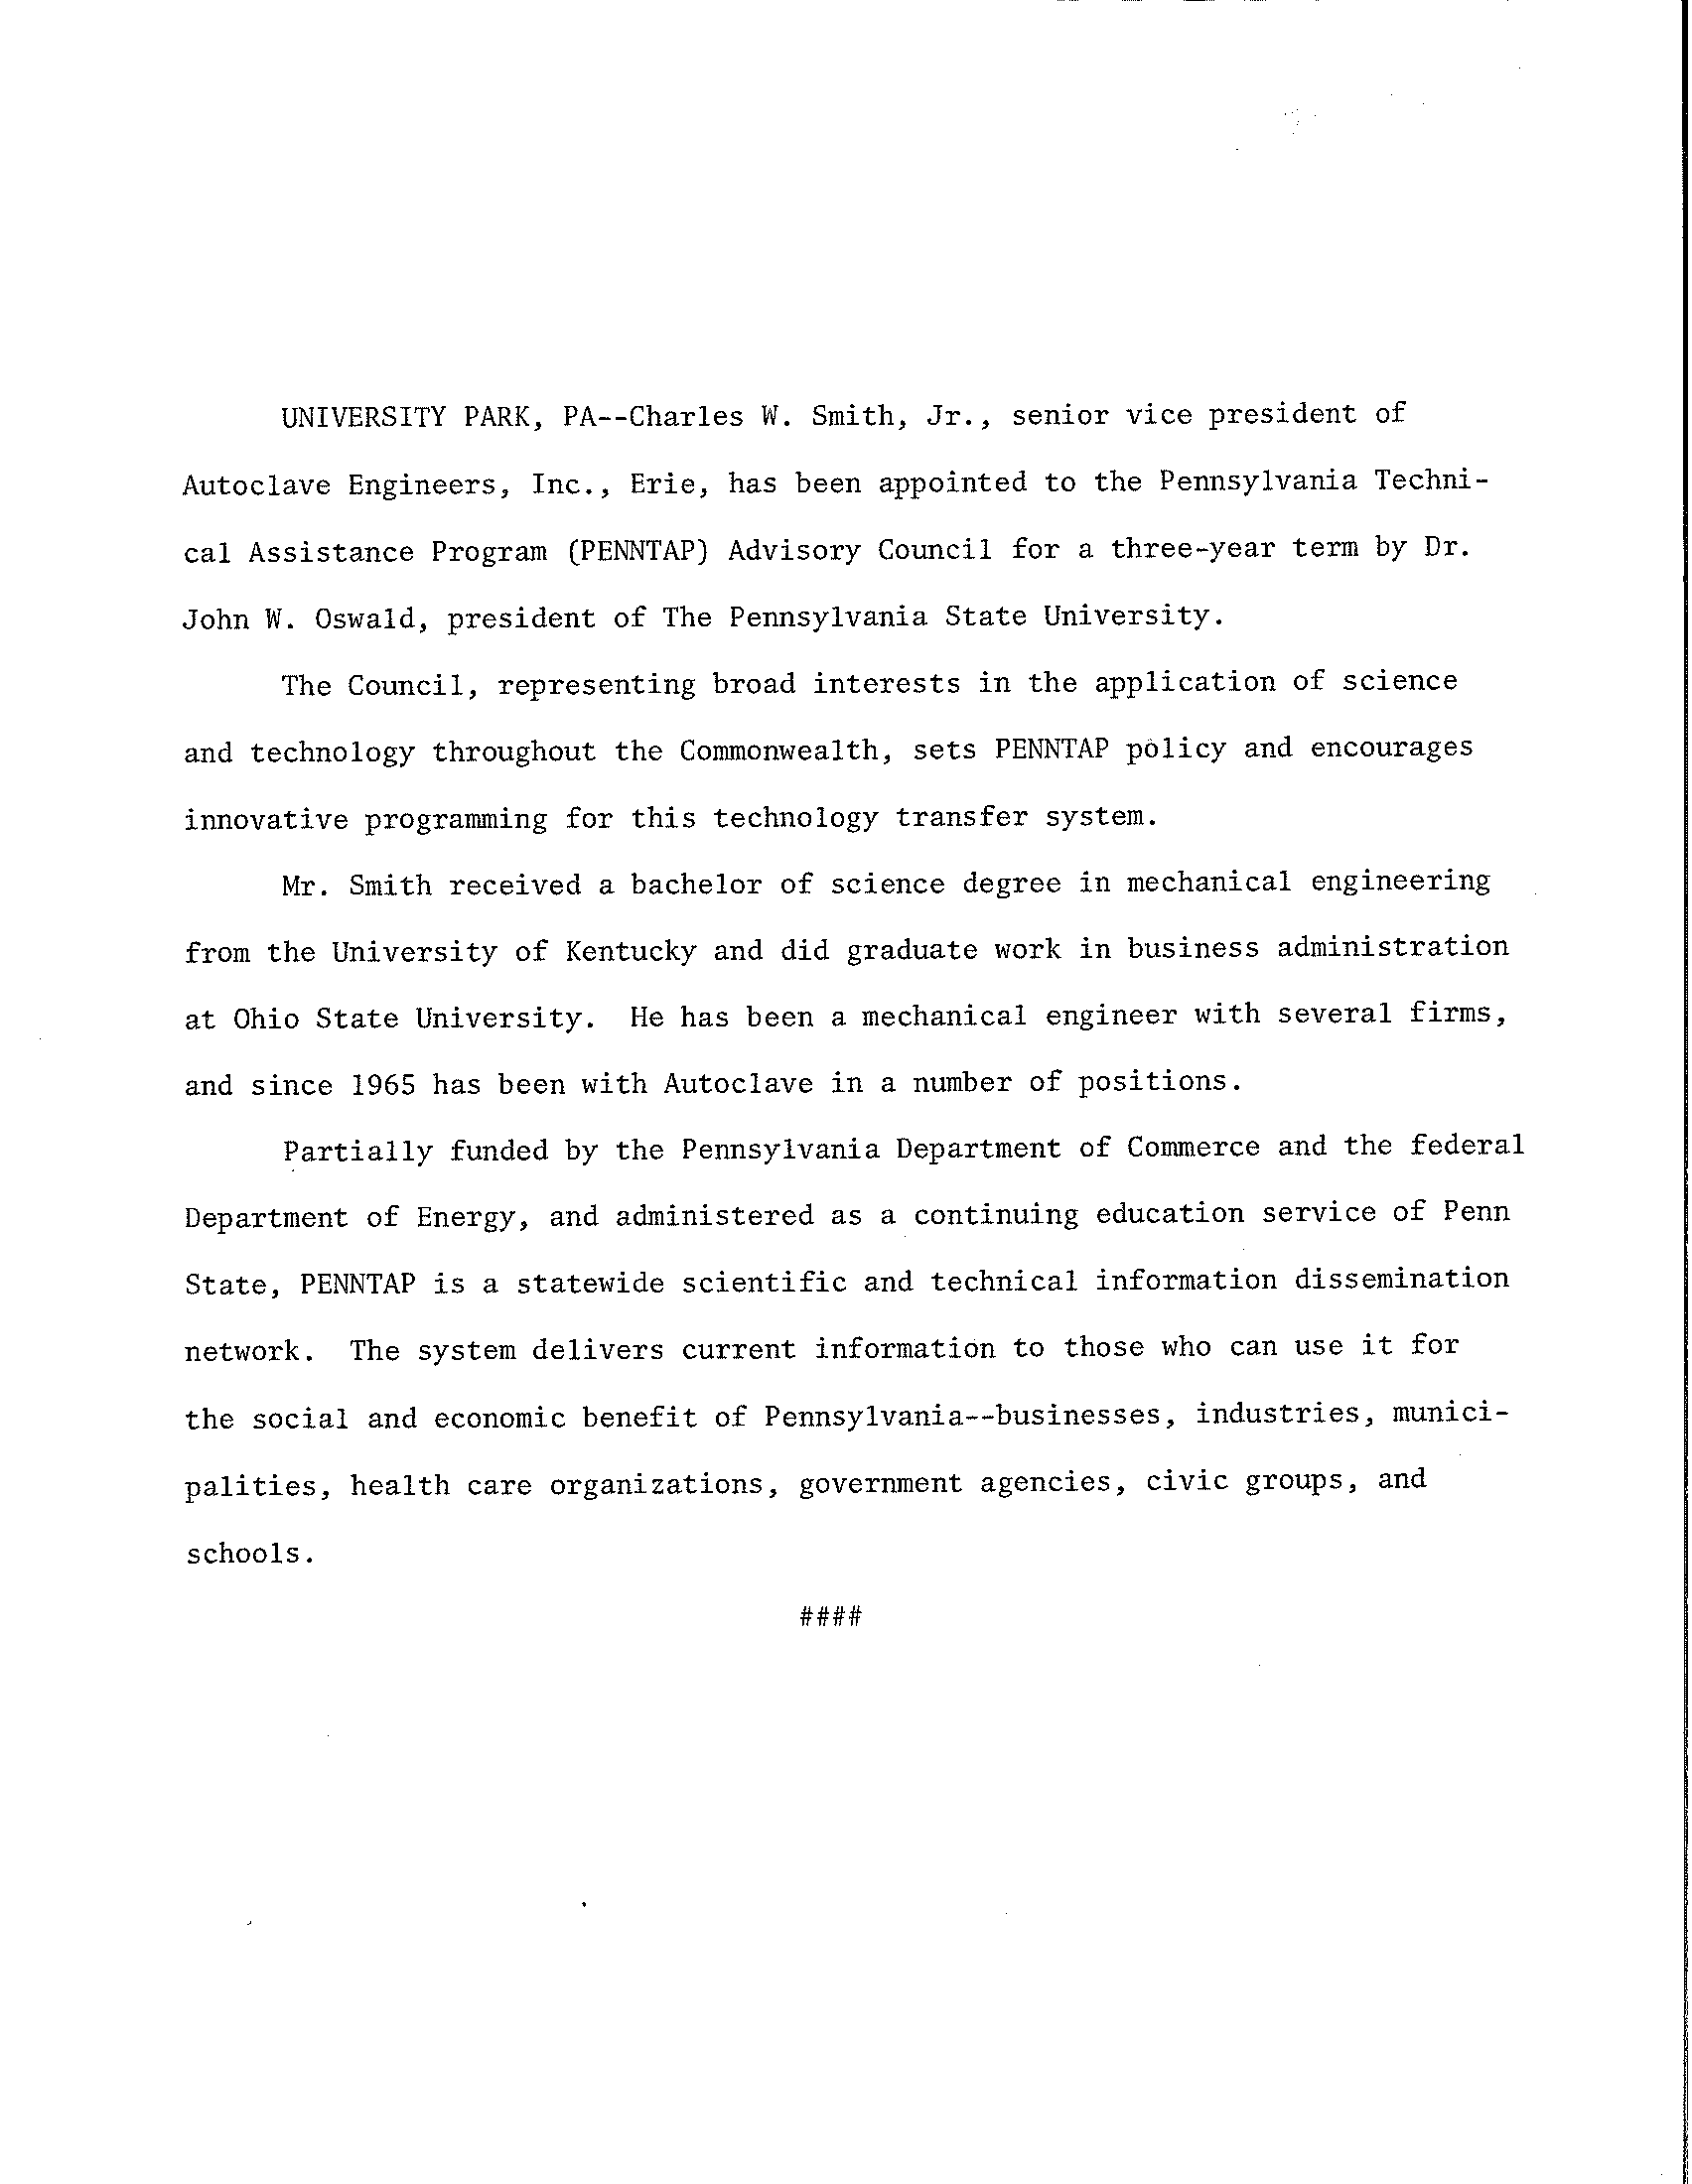 UNIVERSITY PARK, PA--Charles W. Smith, Jr., senior vice president of
Autoclave Engineers, Inc., Erie, has been appointed to the Pennsylvania Techni-
cal Assistance Program (PENNTAP) Advisory Council for a three-year term by Dr.
John W. Oswald, president of The Pennsylvania State University.
The Council, representing broad interests in the application of science
and technology throughout the Commonwealth, sets PENNTAP policy and encourages
innovative programming for this technology transfer system.
Mr. Smith received a bachelor of science degree in mechanical engineering
from the University of Kentucky and did graduate work in business administration
at Ohio State University. He has been a mechanical engineer with several firms,
and since 1965 has been with Autoclave in a number of positions.
Partially funded by the Pennsylvania Department of Commerce and the federal
Department of Energy, and administered as a continuing education service of Penn
State, PENNTAP is a statewide scientific and technical information dissemination
network. The system delivers current information to those who can use it for
the social and economic benefit of Pennsylvania--businesses, industries, munici-
palities, health care organizations, government agencies, civic groups, and
schools.
####